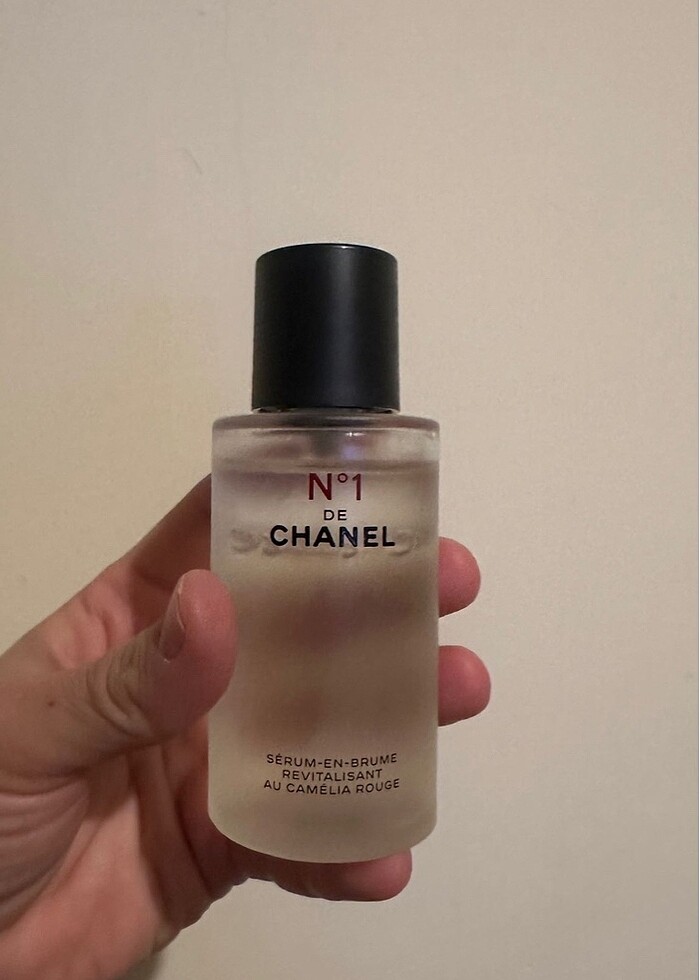 N°1
DE
CHANEL
SÉRUM-EN-BRUME
REVITALISANT
AU CAMÉLIA ROUGE